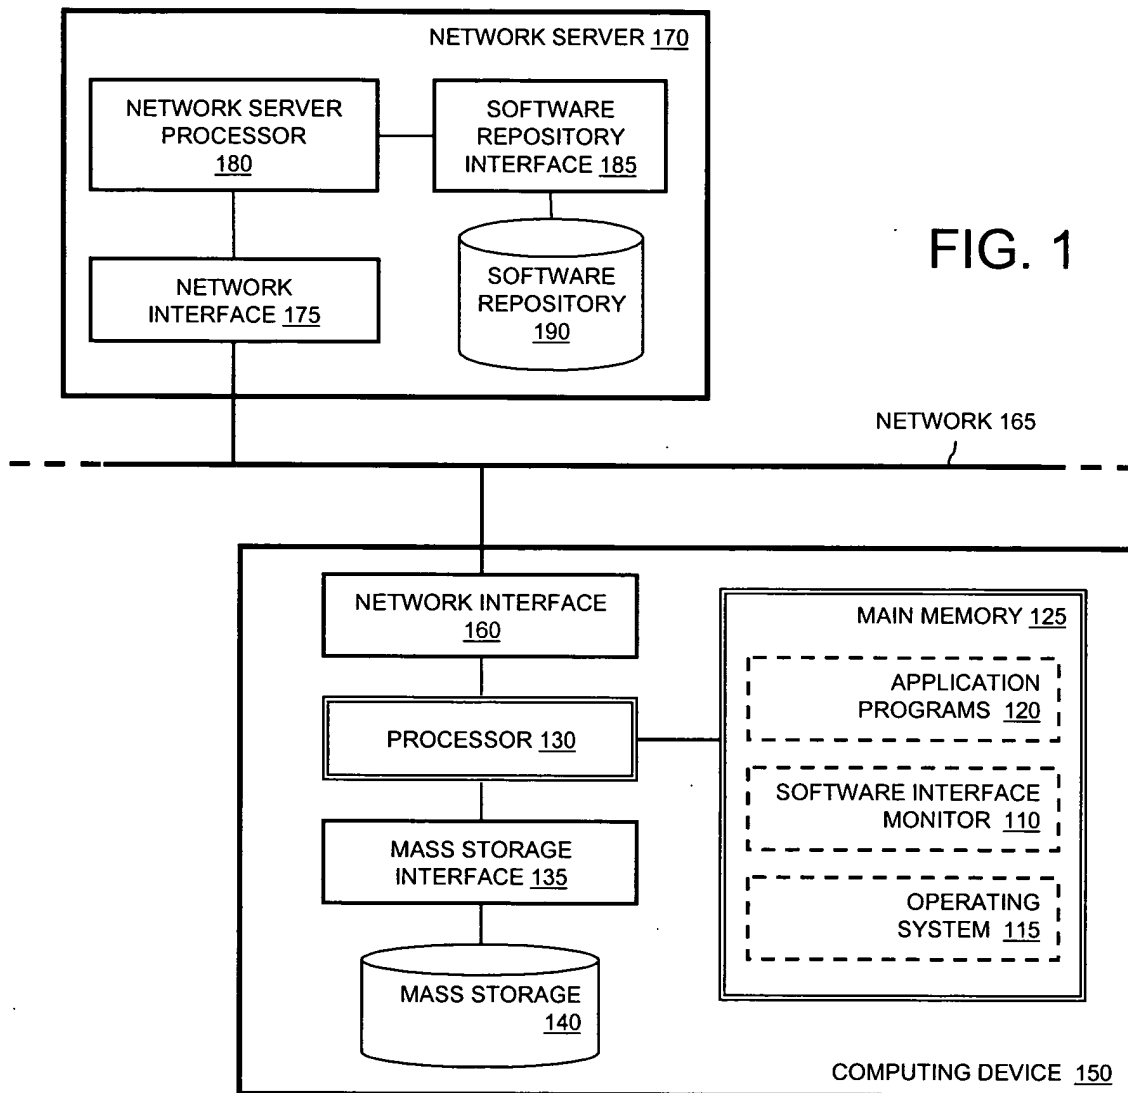 NETWORK SERVER 170
NETWORK SERVER
PROCESSOR
180
SOFTWARE
REPOSITORY
INTERFACE 185
NETWORK
INTERFACE 175
SOFTWARE
REPOSITORY
190
FIG. 1
NETWORK 165
NETWORK INTERFACE
160
MAIN MEMORY 125
APPLICATION
PROGRAMS 120
PROCESSOR 130
SOFTWARE INTERFACE
MONITOR 110
MASS STORAGE
INTERFACE 135
OPERATING
SYSTEM 115
MASS STORAGE
140
COMPUTING DEVICE 150